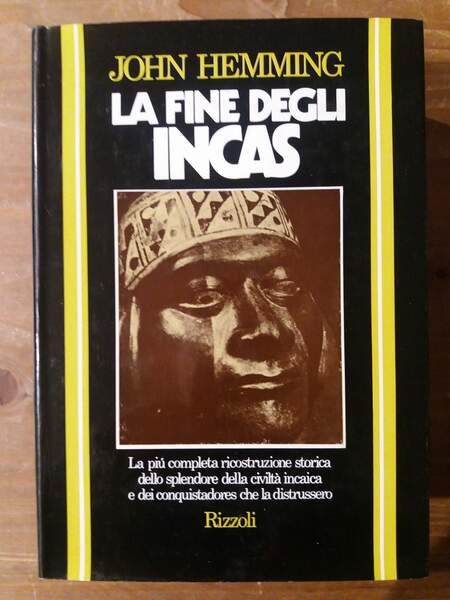 JOHN HEMMING
LA FINE DEGLI
INCAS
La piú completa ricostruzione storica
dello splendore della civiltà incaica
e dei conquistadores che la distrussero
Rizzoli